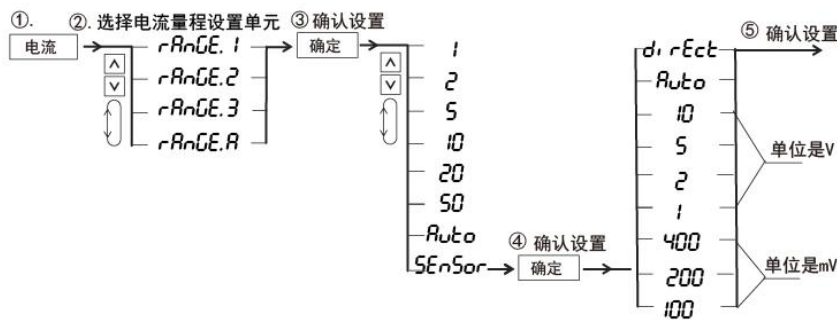 ①. 电流
②. 选择电流量程设置单元
rAnGE.1
rAnGE.2
rAnGE.3
rAnGE.A
③ 确认设置
确定
1
2
5
10
20
50
Auto
SEnSor
④ 确认设置
确定
dirEct
Auto
10
5
2
1
400
200
100
单位是V
单位是mV
⑤ 确认设置